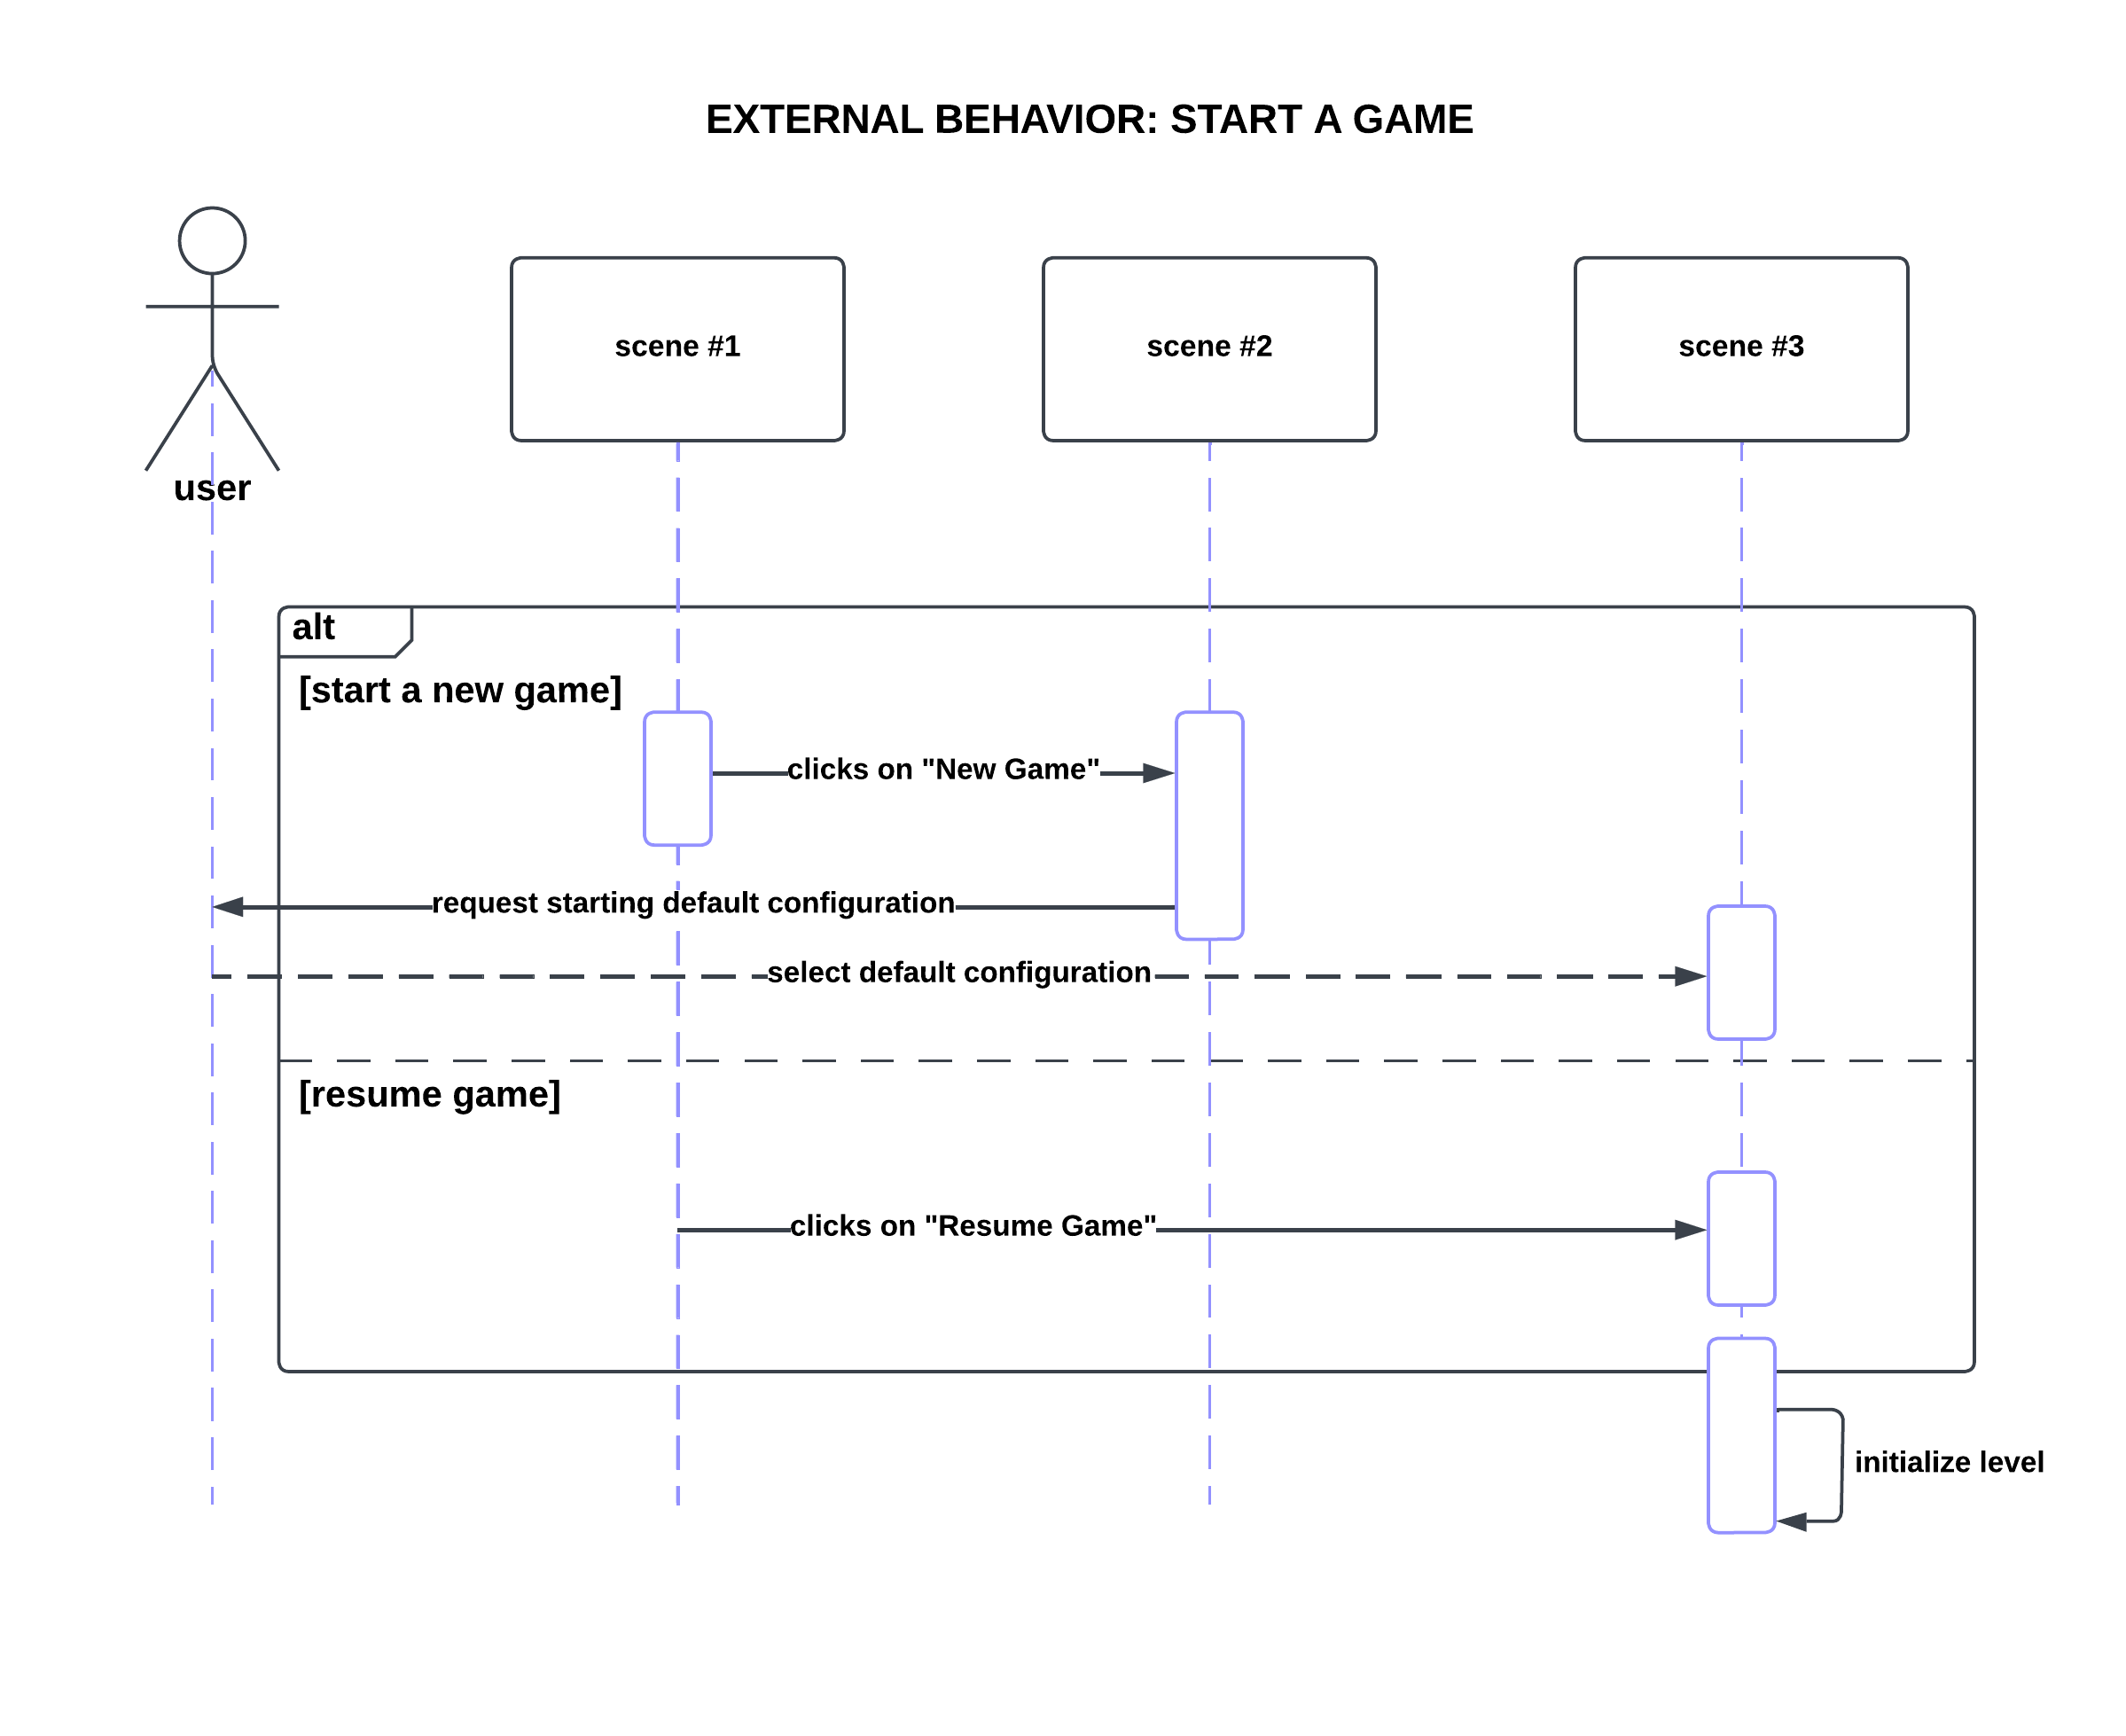 EXTERNAL BEHAVIOR: START A GAME
user
scene #1
scene #2
scene #3
alt
[start a new game]
clicks on "New Game"
request starting default configuration
select default configuration
[resume game]
clicks on "Resume Game"
initialize level